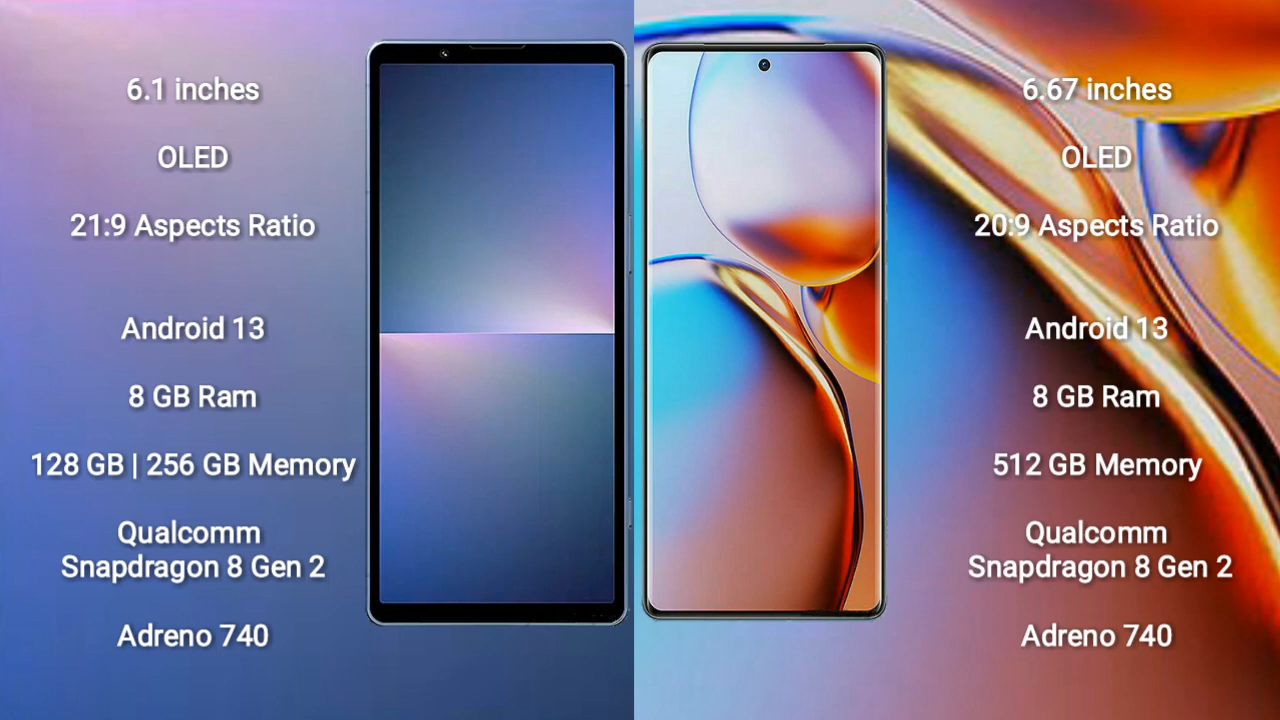 6.1 inches
OLED
21:9 Aspects Ratio
Android 13
8 GB Ram
128 GB | 256 GB Memory
Qualcomm
Snapdragon 8 Gen 2
Adreno 740
6.67 inches
OLED
20:9 Aspects Ratio
Android 13
8 GB Ram
512 GB Memory
Qualcomm
Snapdragon 8 Gen 2
Adreno 740